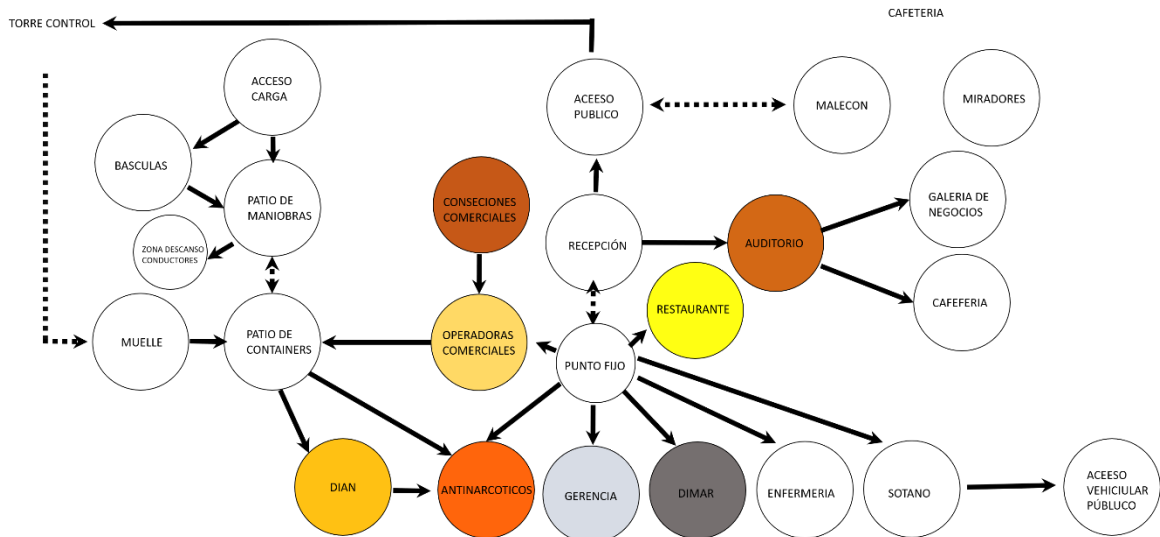 CAFETERIA
TORRE CONTROL
ACCESO
CARGA
ACEESO
PUBLICO
MALECON
MIRADORES
BASCULAS
PATIO DE
MANIOBRAS
CONSECIONES
COMERCIALES
RECEPCIÓN
AUDITORIO
GALERIA DE
NEGOCIOS
ZONA DESCANSO
CONDUCTORES
RESTAURANTE
CAFEFERIA
MUELLE
PATIO DE
CONTAINERS
OPERADORAS
COMERCIALES
PUNTO FIJO
DIAN
ANTINARCOTICOS
GERENCIA
DIMAR
ENFERMERIA
SOTANO
ACEESO
VEHICIULAR
PÚBLUCO